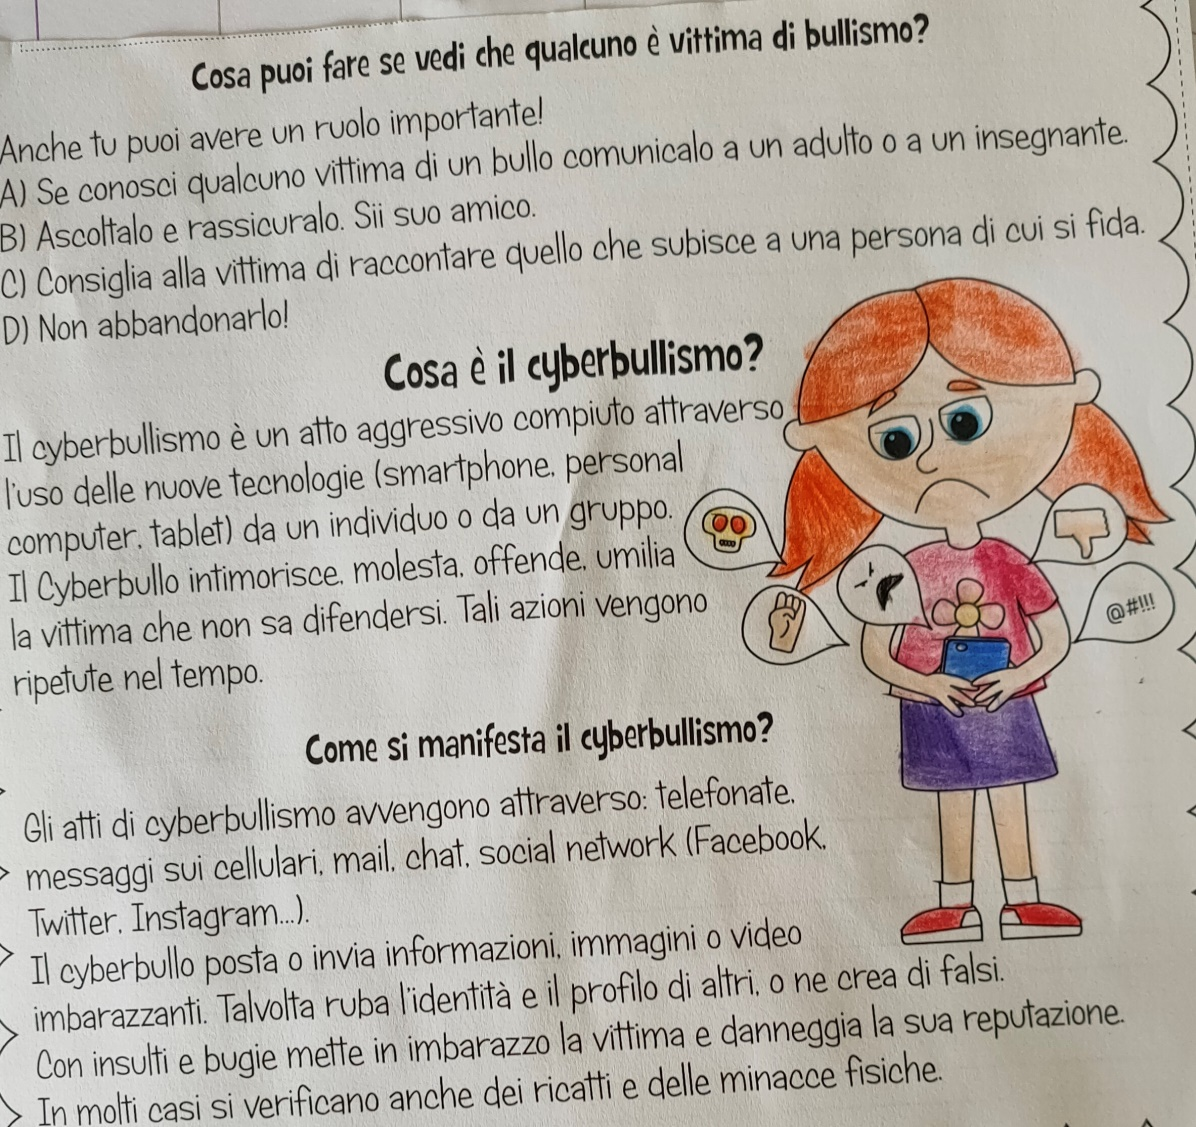 Cosa puoi fare se vedi che qualcuno è vittima di bullismo?
Anche tu puoi avere un ruolo importante!
A) Se conosci qualcuno vittima di un bullo comunicalo a un adulto o a un insegnante.
B) Ascoltalo e rassicuralo. Sii suo amico.
C) Consiglia alla vittima di raccontare quello che subisce a una persona di cui si fida.
D) Non abbandonarlo!
Cosa è il cyberbullismo?
Il cyberbullismo è un atto aggressivo compiuto attraverso
l'uso delle nuove tecnologie (smartphone, personal
computer, tablet) da un individuo o da un gruppo.
Il Cyberbullo intimorisce, molesta, offende, umilia
la vittima che non sa difendersi. Tali azioni vengono
ripetute nel tempo.
@#!!!
Come si manifesta il cyberbullismo?
Gli atti di cyberbullismo avvengono attraverso: telefonate,
messaggi sui cellulari, mail, chat, social network (Facebook,
Twitter, Instagram...).
Il cyberbullo posta o invia informazioni, immagini o video
imbarazzanti. Talvolta ruba l'identità e il profilo di altri, o ne crea di falsi.
Con insulti e bugie mette in imbarazzo la vittima e danneggia la sua reputazione.
In molti casi si verificano anche dei ricatti e delle minacce fisiche.